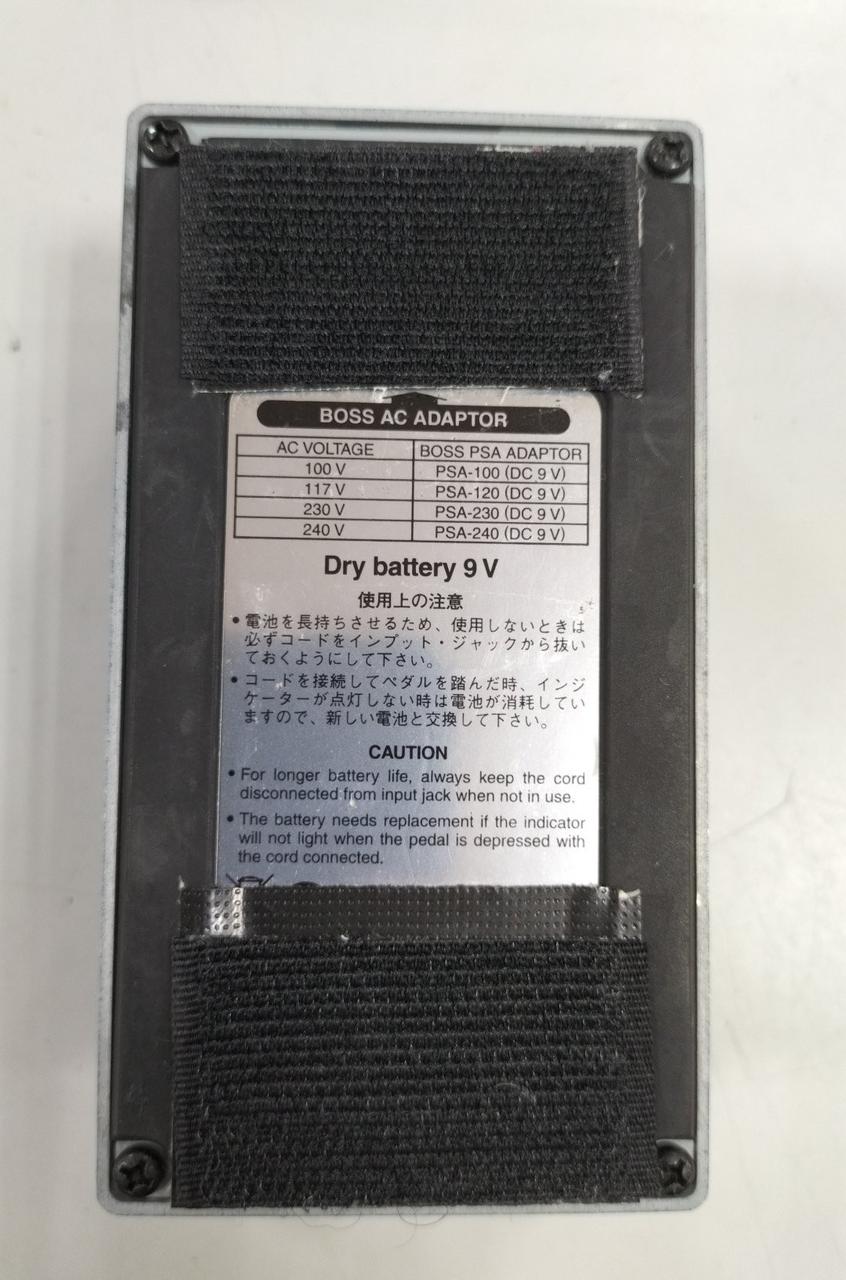 BOSS AC ADAPTOR
AC VOLTAGE BOSS PSA ADAPTOR
100 V PSA-100 (DC 9 V)
117 V PSA-120 (DC 9 V)
230 V PSA-230 (DC 9 V)
240 V PSA-240 (DC 9 V)
Dry battery 9 V
使用上の注意
• 電池を長持ちさせるため、使用しないときは
必ずコードをインプット・ジャックから抜い
ておくようにして下さい。
• コードを接続してペダルを踏んだ時、インジ
ケーターが点灯しない時は電池が消耗してい
ますので、新しい電池と交換して下さい。
CAUTION
• For longer battery life, always keep the cord
disconnected from input jack when not in use.
• The battery needs replacement if the indicator
will not light when the pedal is depressed with
the cord connected.